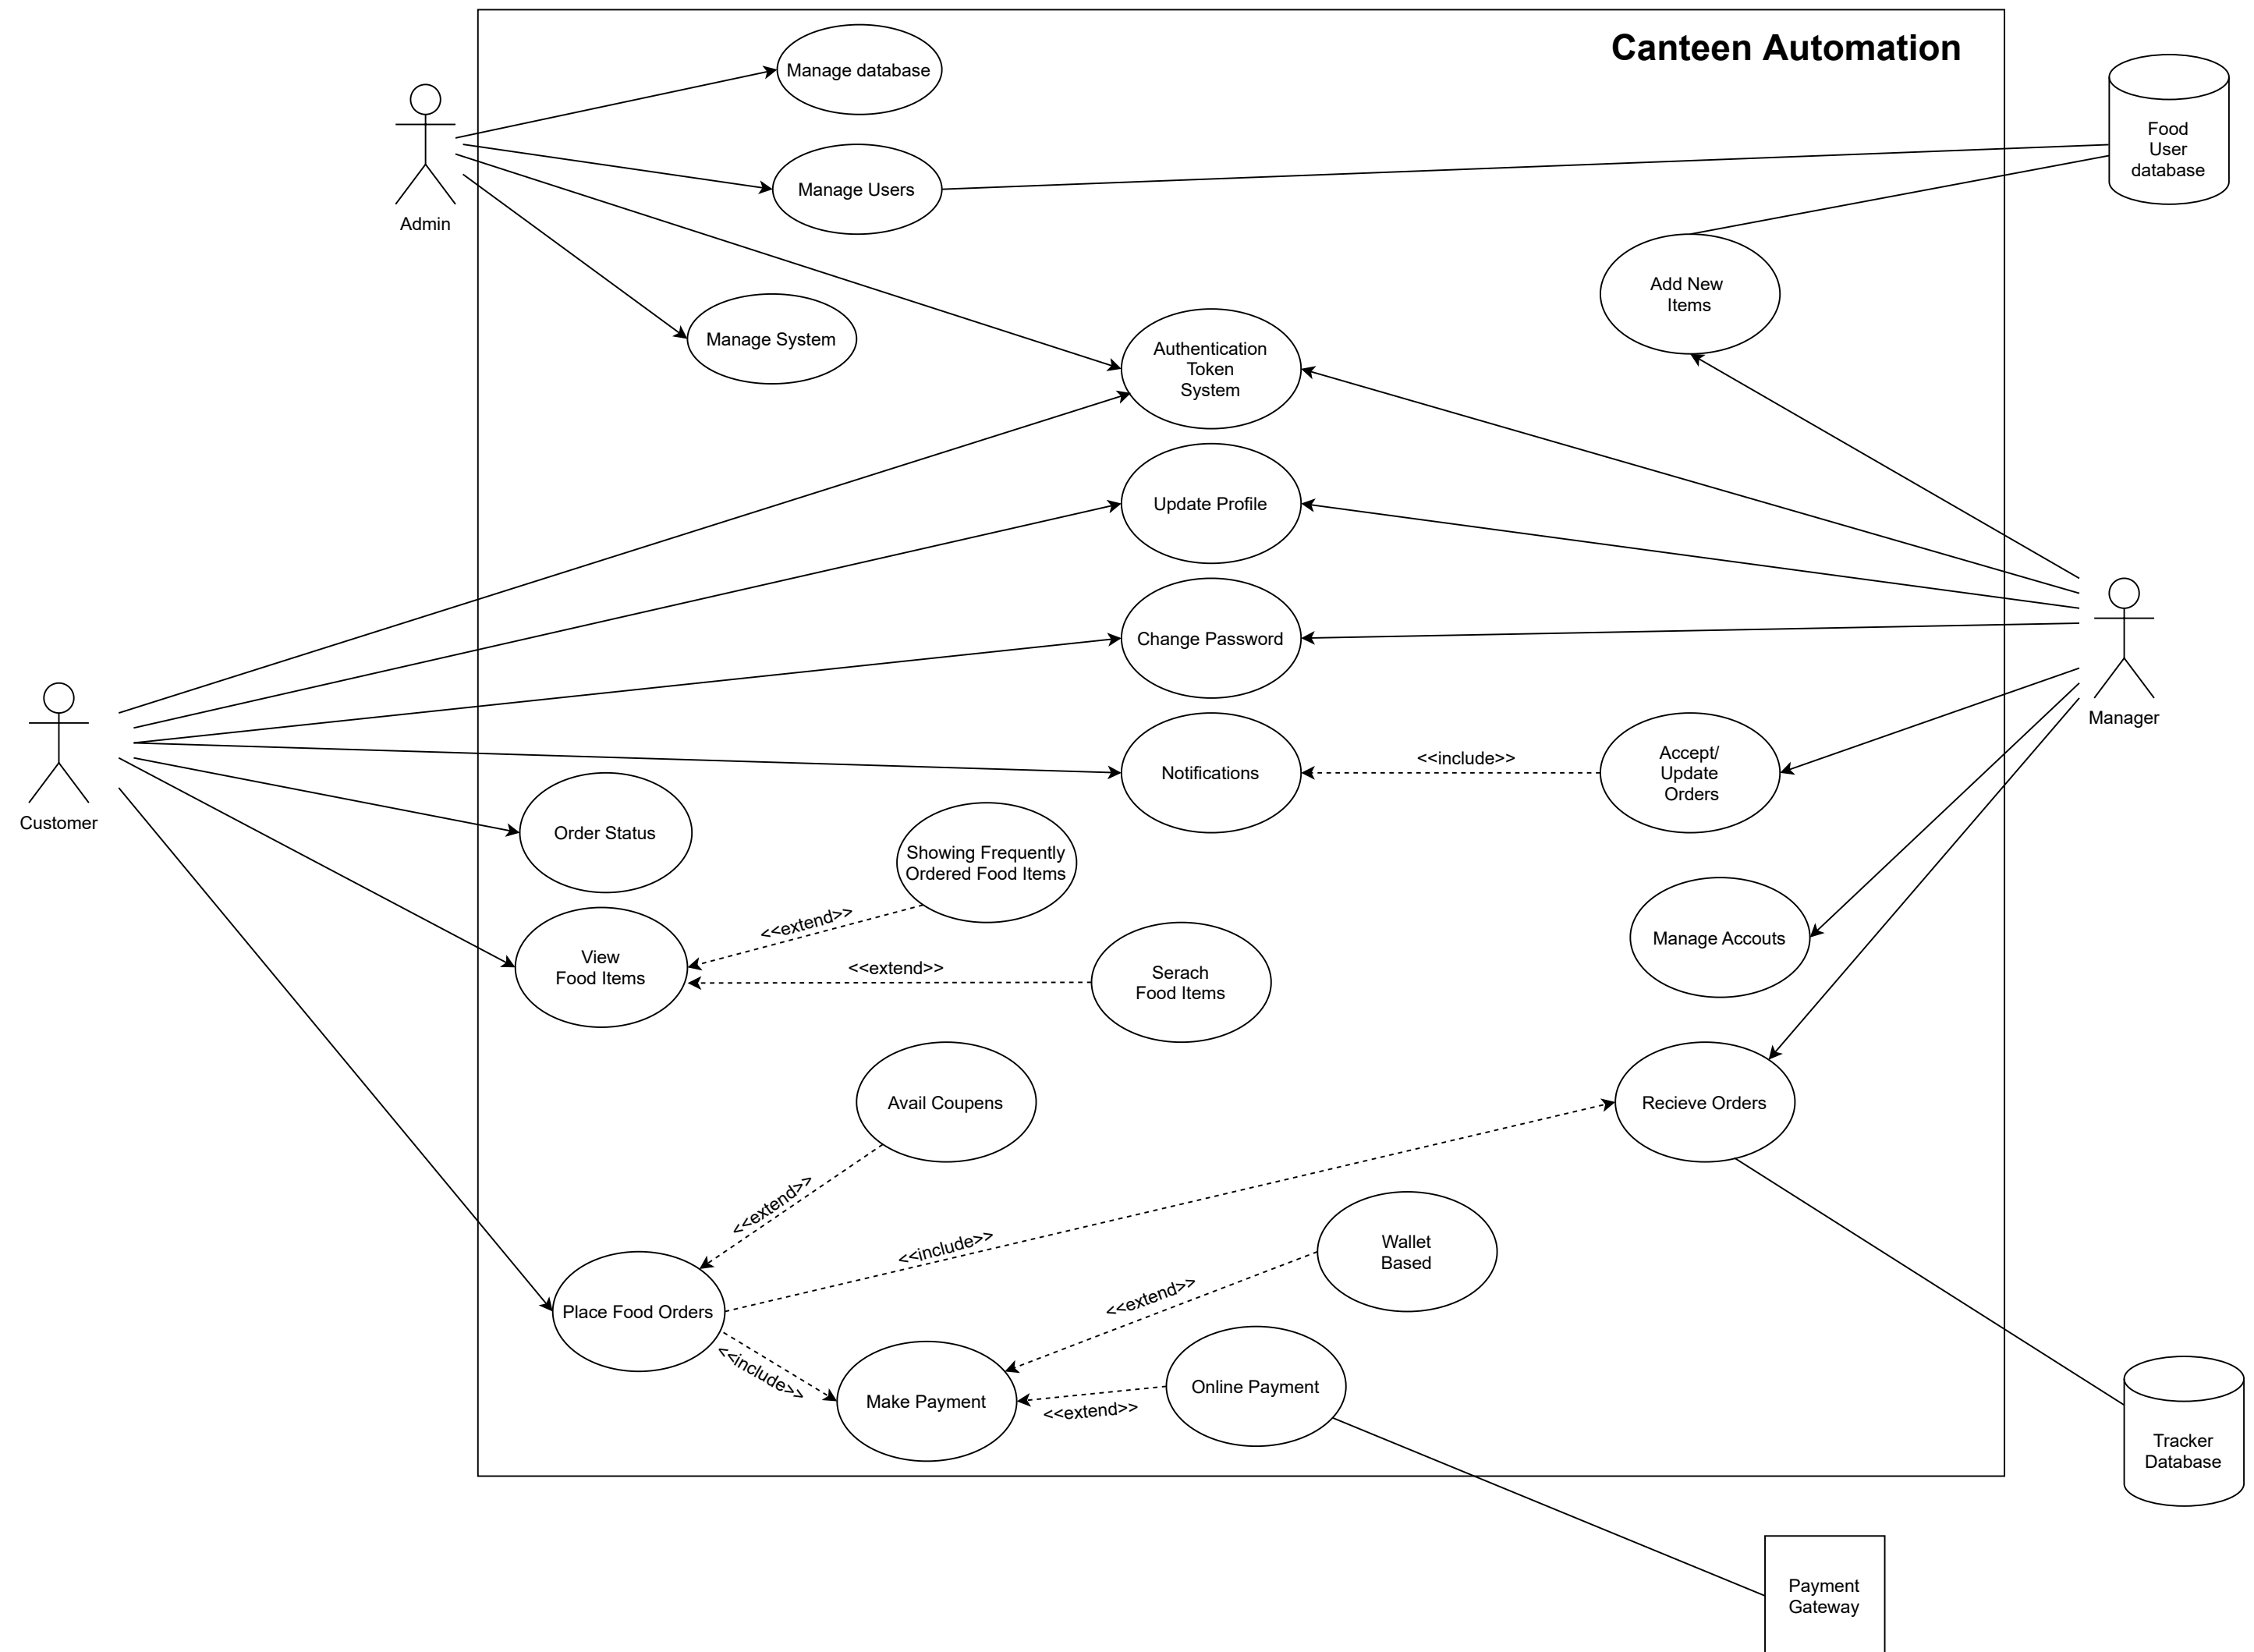 Canteen Automation
Manage database
Food
User
database
Manage Users
Admin
Add New
Items
Manage System
Authentication
Token
System
Update Profile
Change Password
Manager
Customer
Notifications
<<include>>
Accept/
Update
Orders
Order Status
Showing Frequently
Ordered Food Items
<<extend>>
View
Food Items
<<extend>>
Serach
Food Items
Manage Accouts
Avail Coupens
Recieve Orders
<<extend>>
<<include>>
Wallet
Based
<<extend>>
Place Food Orders
<<include>>
Make Payment
Online Payment
<<extend>>
Tracker
Database
Payment
Gateway